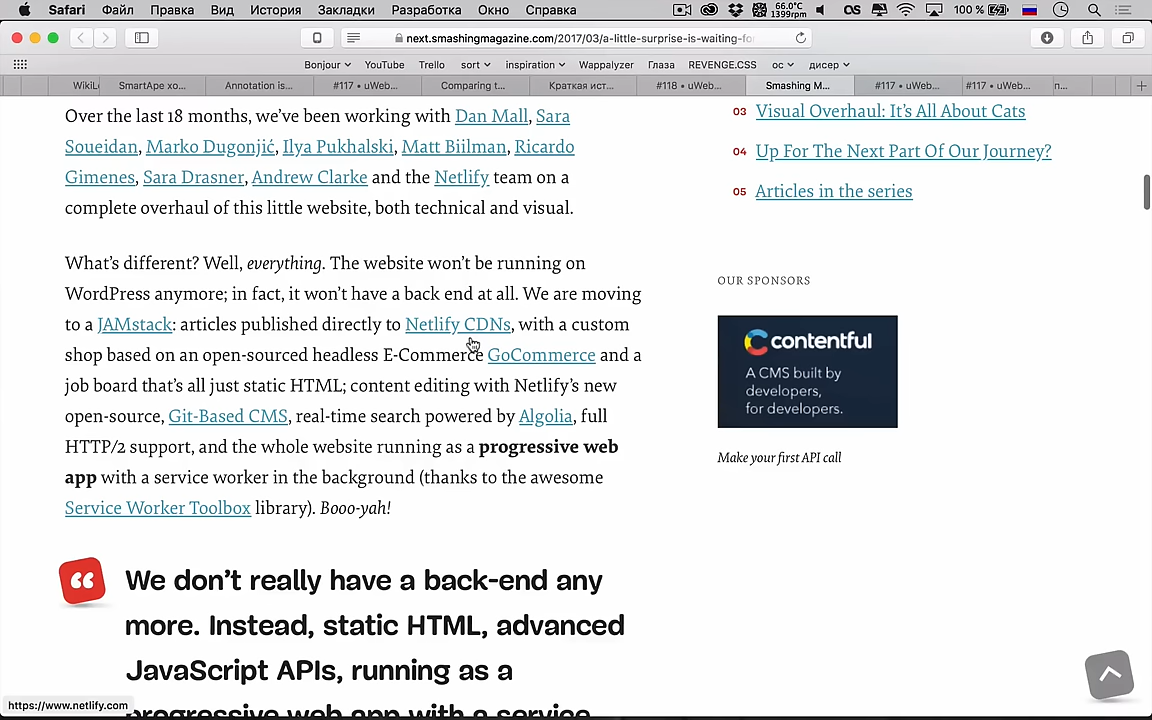 Safari Файл Правка Вид История Закладки Разработка Окно Справка 66.0°C 1399rpm 100 %
next.smashingmagazine.com/2017/03/a-little-surprise-is-waiting-for
Bonjour YouTube Trello sort inspiration Wappalyzer Глаза REVENGE.CSS ос дисер
WikiL SmartApe хо... Annotation is... #117 • uWeb... Comparing t... Краткая ист... #118 • uWeb... Smashing M... #117 • uWeb... #117 • uWeb... п...
Over the last 18 months, we’ve been working with Dan Mall, Sara
Soueidan, Marko Dugonjić, Ilya Pukhalski, Matt Biilman, Ricardo
Gimenes, Sara Drasner, Andrew Clarke and the Netlify team on a
complete overhaul of this little website, both technical and visual.
What’s different? Well, everything. The website won’t be running on
WordPress anymore; in fact, it won’t have a back end at all. We are moving
to a JAMstack: articles published directly to Netlify CDNs, with a custom
shop based on an open-sourced headless E-Commerce GoCommerce and a
job board that’s all just static HTML; content editing with Netlify’s new
open-source, Git-Based CMS, real-time search powered by Algolia, full
HTTP/2 support, and the whole website running as a progressive web
app with a service worker in the background (thanks to the awesome
Service Worker Toolbox library). Booo-yah!
We don’t really have a back-end any
more. Instead, static HTML, advanced
JavaScript APIs, running as a
progressive web app with a service
03 Visual Overhaul: It’s All About Cats
04 Up For The Next Part Of Our Journey?
05 Articles in the series
OUR SPONSORS
contentful
A CMS built by
developers,
for developers.
Make your first API call
https://www.netlify.com